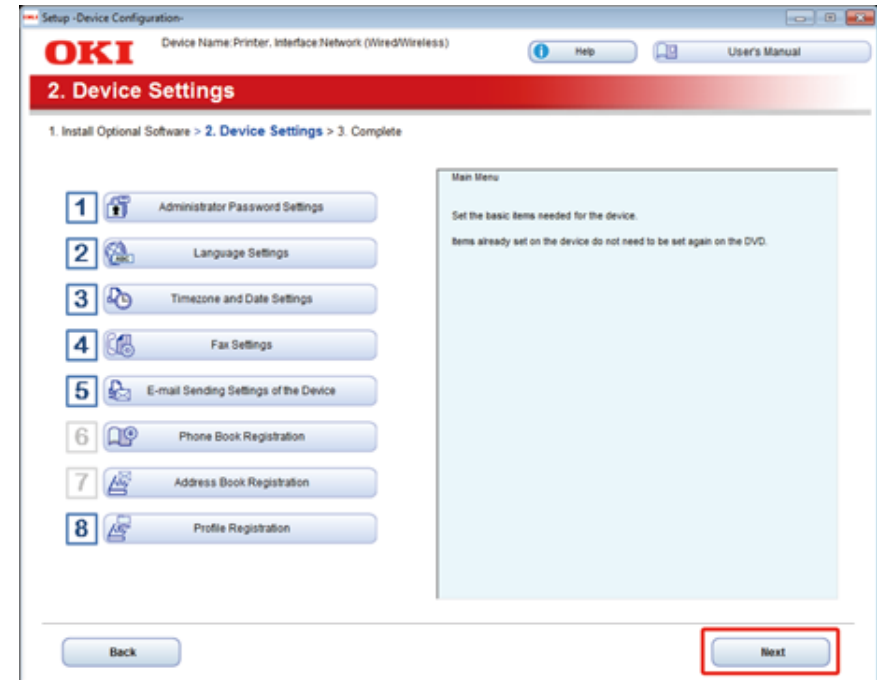 Setup -Device Configuration-
OKI
Device Name:Printer, Interface:Network (Wired/Wireless)
Help
User's Manual
2. Device Settings
1. Install Optional Software > 2. Device Settings > 3. Complete
Main Menu
Set the basic items needed for the device.
Items already set on the device do not need to be set again on the DVD.
1 Administrator Password Settings
2 Language Settings
3 Timezone and Date Settings
4 Fax Settings
5 E-mail Sending Settings of the Device
6 Phone Book Registration
7 Address Book Registration
8 Profile Registration
Back
Next